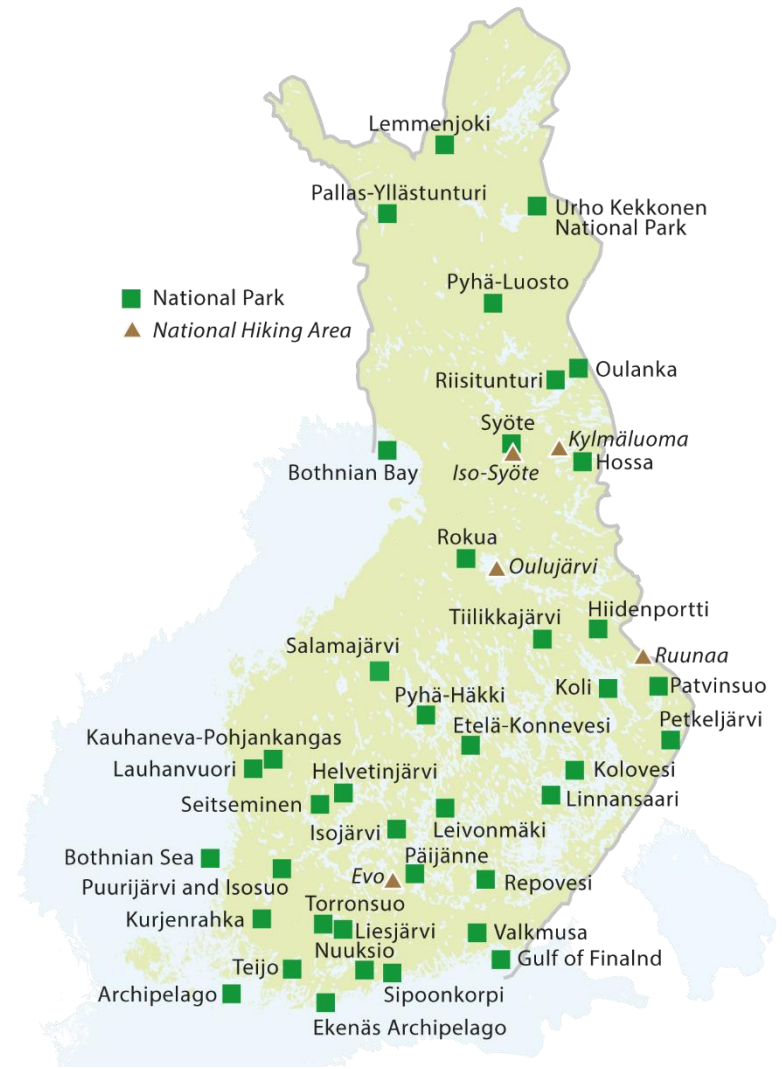 Lemmenjoki
Pallas-Yllästunturi
Urho Kekkonen
National Park
Pyhä-Luosto
National Park
National Hiking Area
Oulanka
Riisitunturi
Syöte
Kylmäluoma
Iso-Syöte
Hossa
Bothnian Bay
Rokua
Oulujärvi
Hiidenportti
Tiilikkajärvi
Salamajärvi
Ruunaa
Koli
Patvinsuo
Pyhä-Häkki
Petkeljärvi
Etelä-Konnevesi
Kauhaneva-Pohjankangas
Lauhanvuori
Helvetinjärvi
Kolovesi
Seitseminen
Linnansaari
Isojärvi
Leivonmäki
Bothnian Sea
Päijänne
Puurijärvi and Isosuo
Evo
Repovesi
Torronsuo
Kurjenrahka
Liesjärvi
Valkmusa
Nuuksio
Gulf of Finalnd
Teijo
Sipoonkorpi
Archipelago
Ekenäs Archipelago